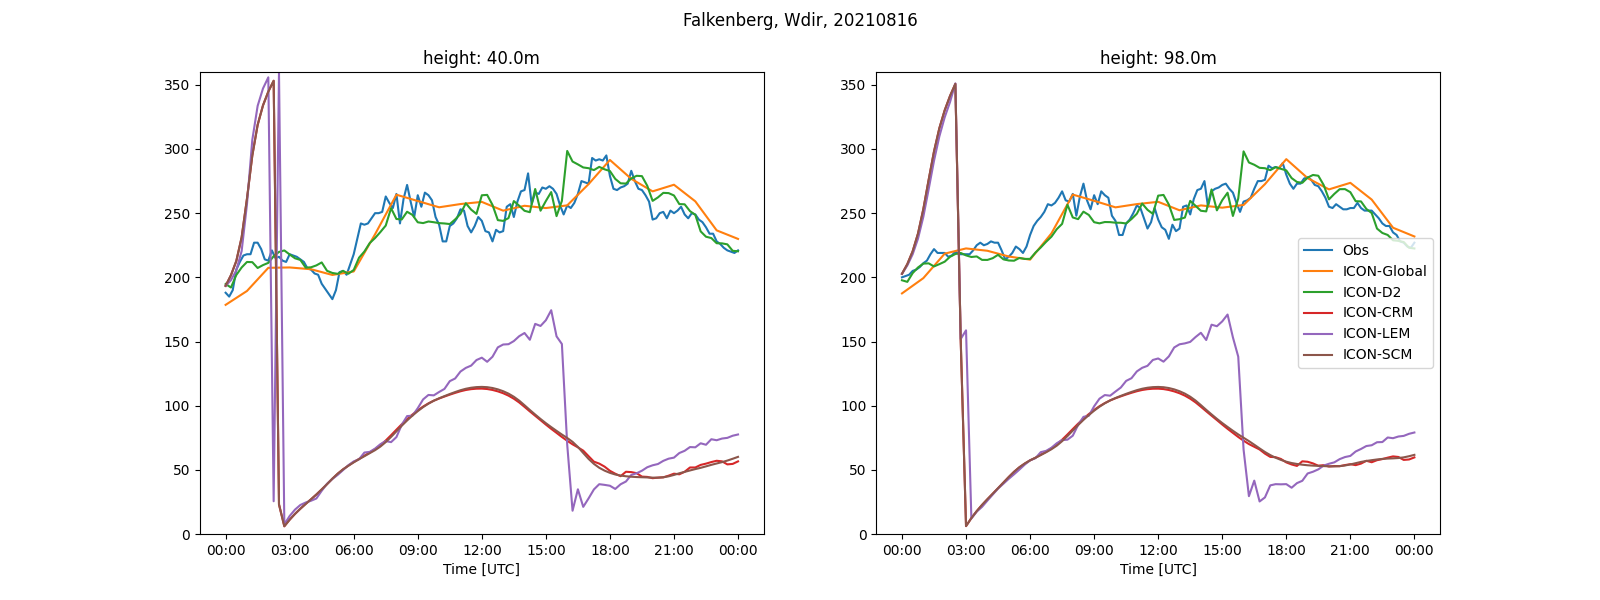 Falkenberg, Wdir, 20210816
height: 40.0m
350
300
250
200
150
100
50
0
00:00 03:00 06:00 09:00 12:00 15:00 18:00 21:00 00:00
Time [UTC]
height: 98.0m
350
300
250
200
150
100
50
0
Obs
ICON-Global
ICON-D2
ICON-CRM
ICON-LEM
ICON-SCM
00:00 03:00 06:00 09:00 12:00 15:00 18:00 21:00 00:00
Time [UTC]